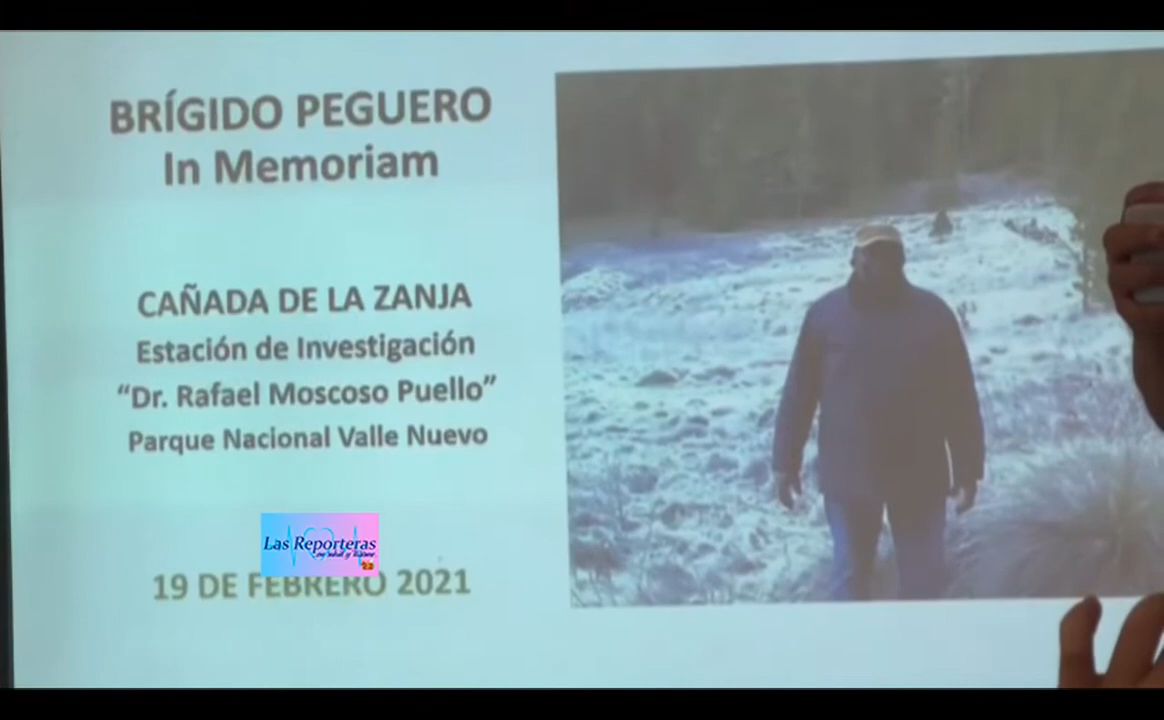 BRÍGIDO PEGUERO
In Memoriam
CAÑADA DE LA ZANJA
Estación de Investigación
“Dr. Rafael Moscoso Puello”
Parque Nacional Valle Nuevo
Las Reporteras
19 DE FEBRERO 2021